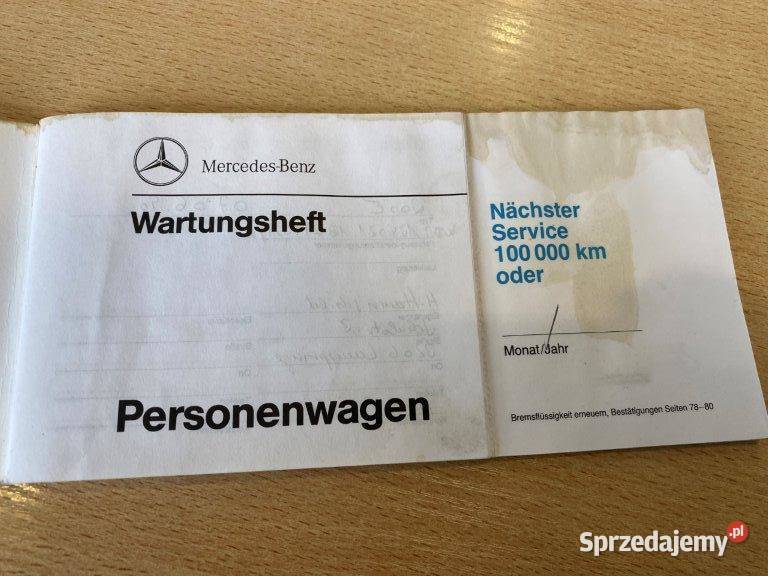 Mercedes-Benz
Wartungsheft
Personenwagen
Nächster
Service
100 000 km
oder
Monat/Jahr
Bremsflüssigkeit erneuern, Bestätigungen Seiten 78–80
Sprzedajemy.pl